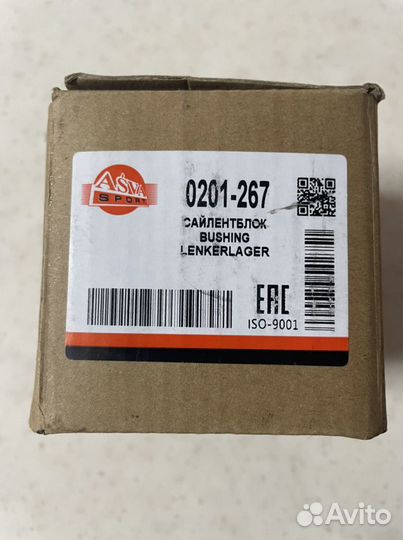 ASVA
SPORT
0201-267
САЙЛЕНТБЛОК
BUSHING
LENKERLAGER
EAC
ISO-9001
Avito